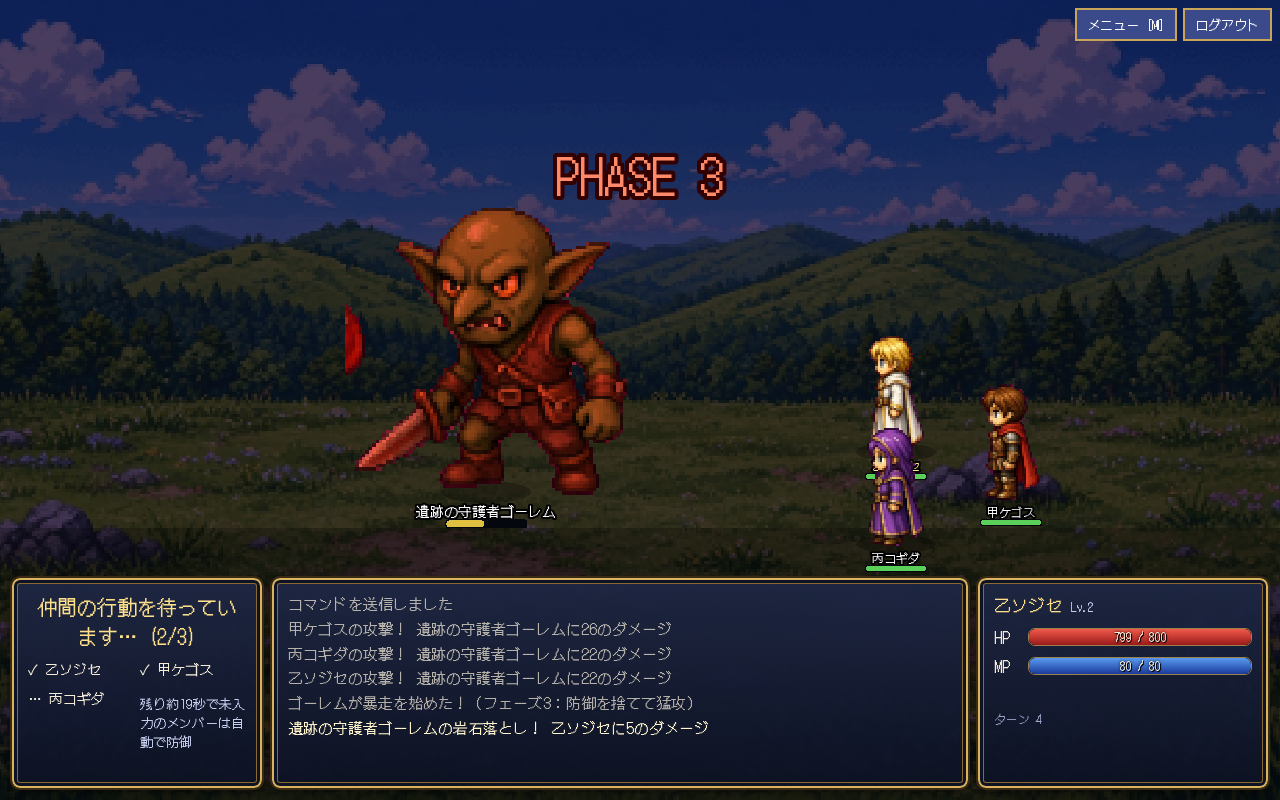 メニュー [M]
ログアウト
PHASE 3
遺跡の守護者ゴーレム
2
甲ケゴス
丙コギダ
仲間の行動を待ってい
ます… (2/3)
✓ 乙ソジセ
✓ 甲ケゴス
… 丙コギダ
残り約19秒で未入
力のメンバーは自
動で防御
コマンドを送信しました
甲ケゴスの攻撃！ 遺跡の守護者ゴーレムに26のダメージ
丙コギダの攻撃！ 遺跡の守護者ゴーレムに22のダメージ
乙ソジセの攻撃！ 遺跡の守護者ゴーレムに22のダメージ
ゴーレムが暴走を始めた！（フェーズ3：防御を捨てて猛攻）
遺跡の守護者ゴーレムの岩石落とし！ 乙ソジセに5のダメージ
乙ソジセ Lv.2
HP 799 / 800
MP 80 / 80
ターン 4